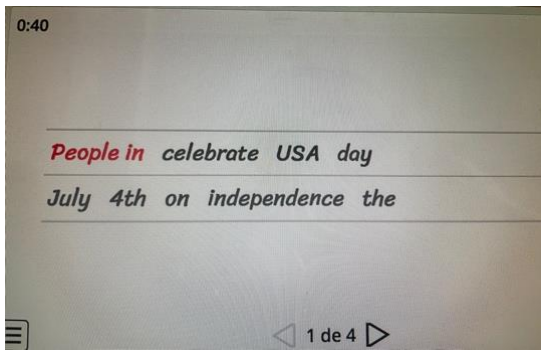 0:40
People in celebrate USA day
July 4th on independence the
1 de 4